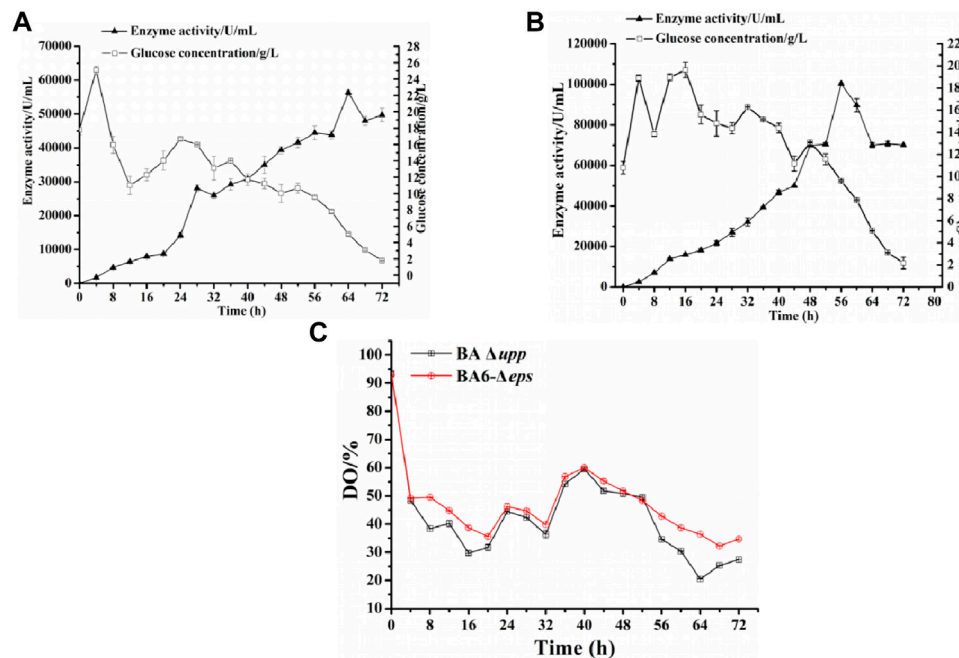 A
Enzyme activity/U/mL
Glucose concentration/g/L
Enzyme activity/U/mL
70000
60000
50000
40000
30000
20000
10000
0
28
26
24
22
20
18
16
14
12
10
8
6
4
2
0
Glucose concentration/g/L
0 8 16 24 32 40 48 56 64 72
Time (h)
B
Enzyme activity/U/mL
Glucose concentration/g/L
Enzyme activity/U/mL
120000
100000
80000
60000
40000
20000
0
22
20
18
16
14
12
10
8
6
4
2
0
0 8 16 24 32 40 48 56 64 72 80
Time (h)
C
BA Δupp
BA6-Δeps
DO/%
100
90
80
70
60
50
40
30
20
10
0 8 16 24 32 40 48 56 64 72
Time (h)